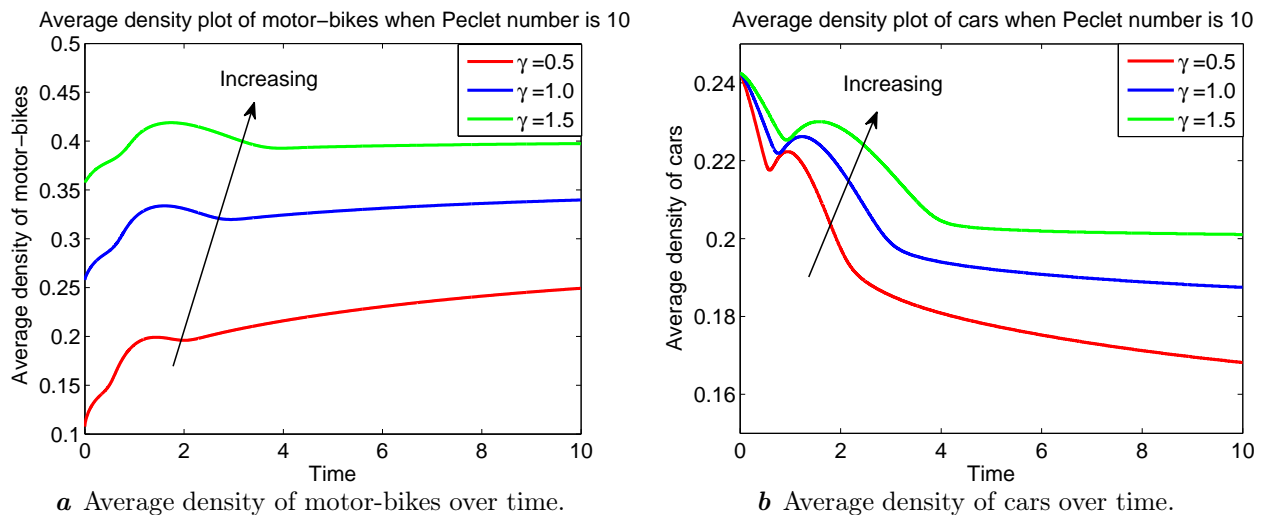 Average density plot of motor−bikes when Peclet number is 10
0.5
0.45
0.4
0.35
0.3
0.25
0.2
0.15
0.1
Average density of motor−bikes
Increasing
γ =0.5
γ =1.0
γ =1.5
0 2 4 6 8 10
Time
a Average density of motor-bikes over time.
Average density plot of cars when Peclet number is 10
0.24
0.22
0.2
0.18
0.16
Average density of cars
Increasing
γ =0.5
γ =1.0
γ =1.5
0 2 4 6 8 10
Time
b Average density of cars over time.